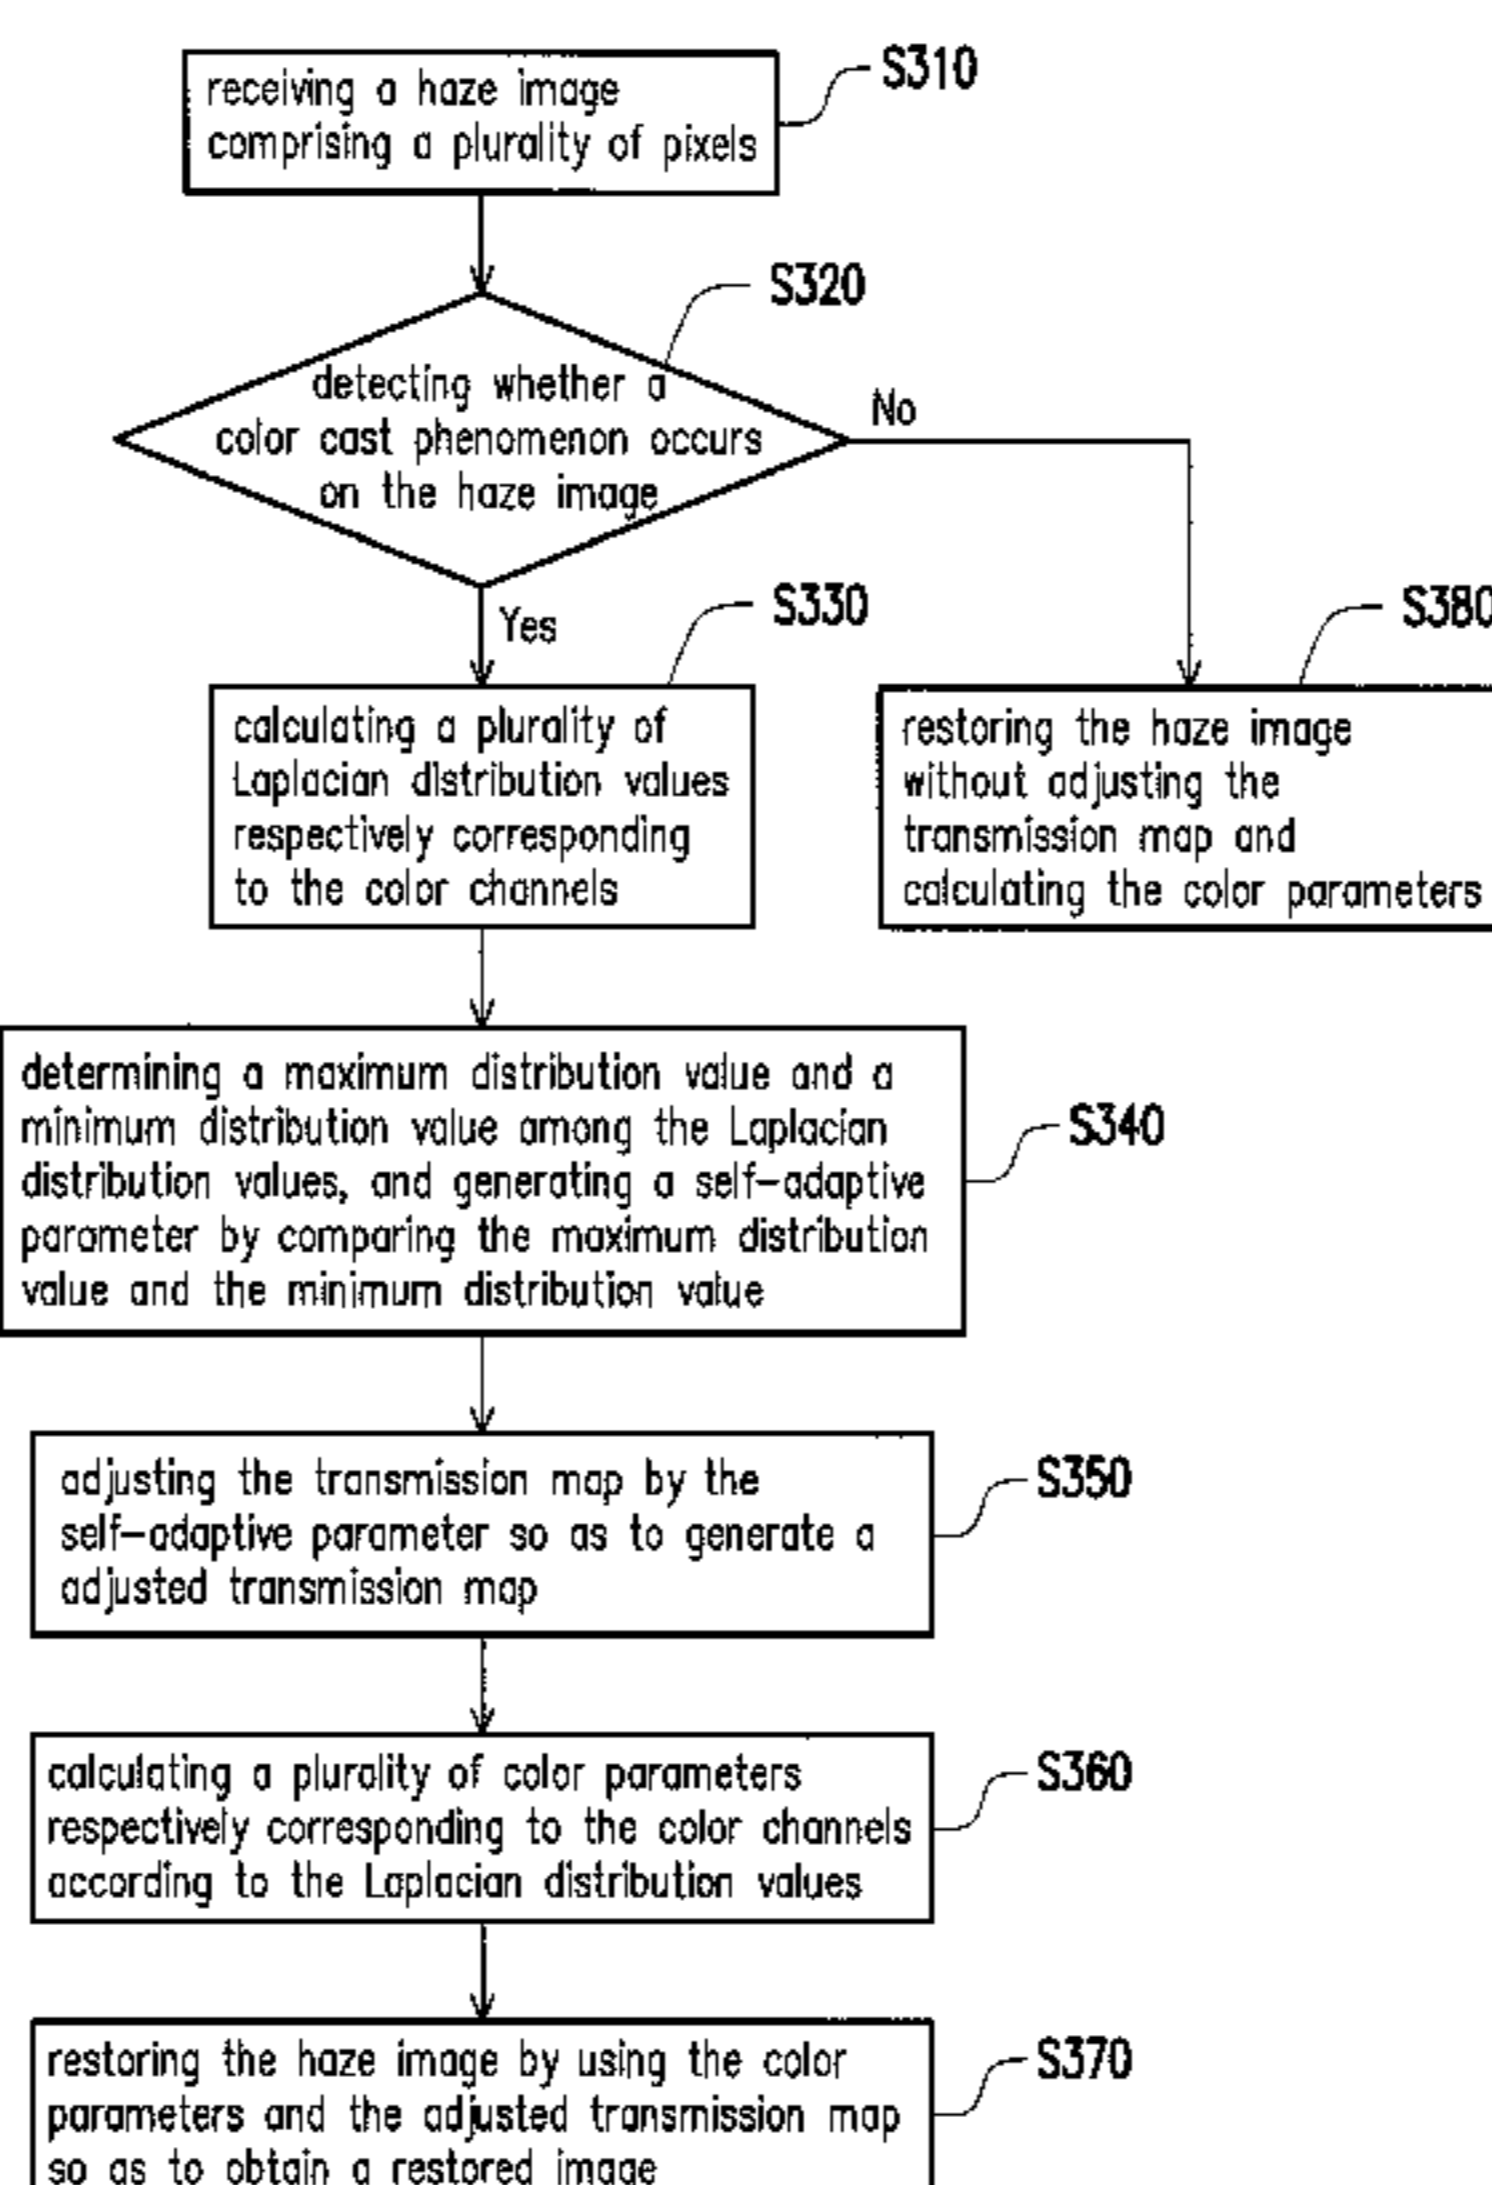 receiving a haze image
comprising a plurality of pixels
S310
detecting whether a
color cast phenomenon occurs
on the haze image
S320
No
Yes
calculating a plurality of
Laplacian distribution values
respectively corresponding
to the color channels
S330
restoring the haze image
without adjusting the
transmission map and
calculating the color parameters
S380
determining a maximum distribution value and a
minimum distribution value among the Laplacian
distribution values, and generating a self-adaptive
parameter by comparing the maximum distribution
value and the minimum distribution value
S340
adjusting the transmission map by the
self-adaptive parameter so as to generate a
adjusted transmission map
S350
calculating a plurality of color parameters
respectively corresponding to the color channels
according to the Laplacian distribution values
S360
restoring the haze image by using the color
parameters and the adjusted transmission map
so as to obtain a restored image
S370